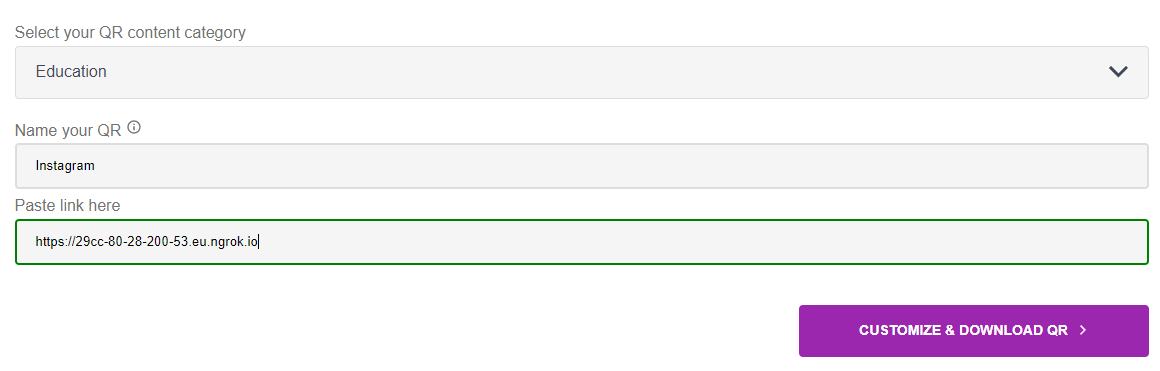 Select your QR content category
Education
Name your QR
Instagram
Paste link here
https://29cc-80-28-200-53.eu.ngrok.io
CUSTOMIZE & DOWNLOAD QR